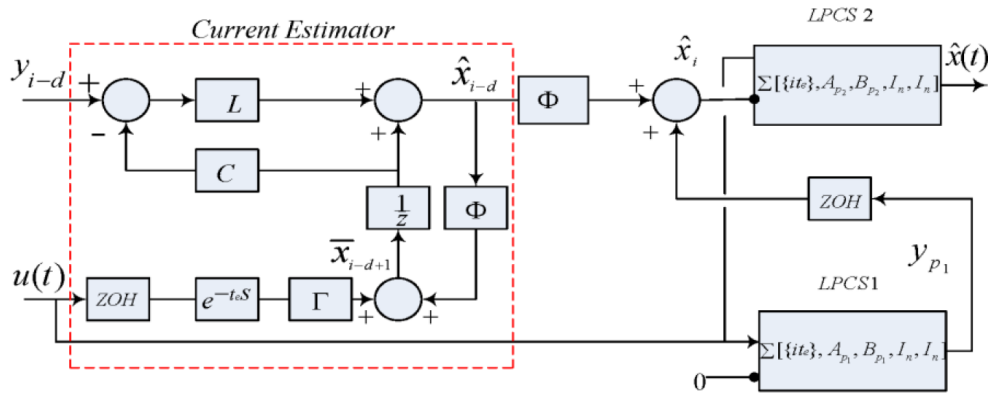 LPCS 2
Current Estimator
y_{i-d}
+
-
L
+
+
x̂_{i-d}
Φ
+
+
x̂_i
∑[{it_e}, A_{p_2}, B_{p_2}, I_n, I_n]
x̂(t)
C
1/z
Φ
ZOH
x̄_{i-d+1}
y_{p_1}
u(t)
ZOH
e^{-t_e s}
Γ
+
+
LPCS1
∑[{it_e}, A_{p_1}, B_{p_1}, I_n, I_n]
0